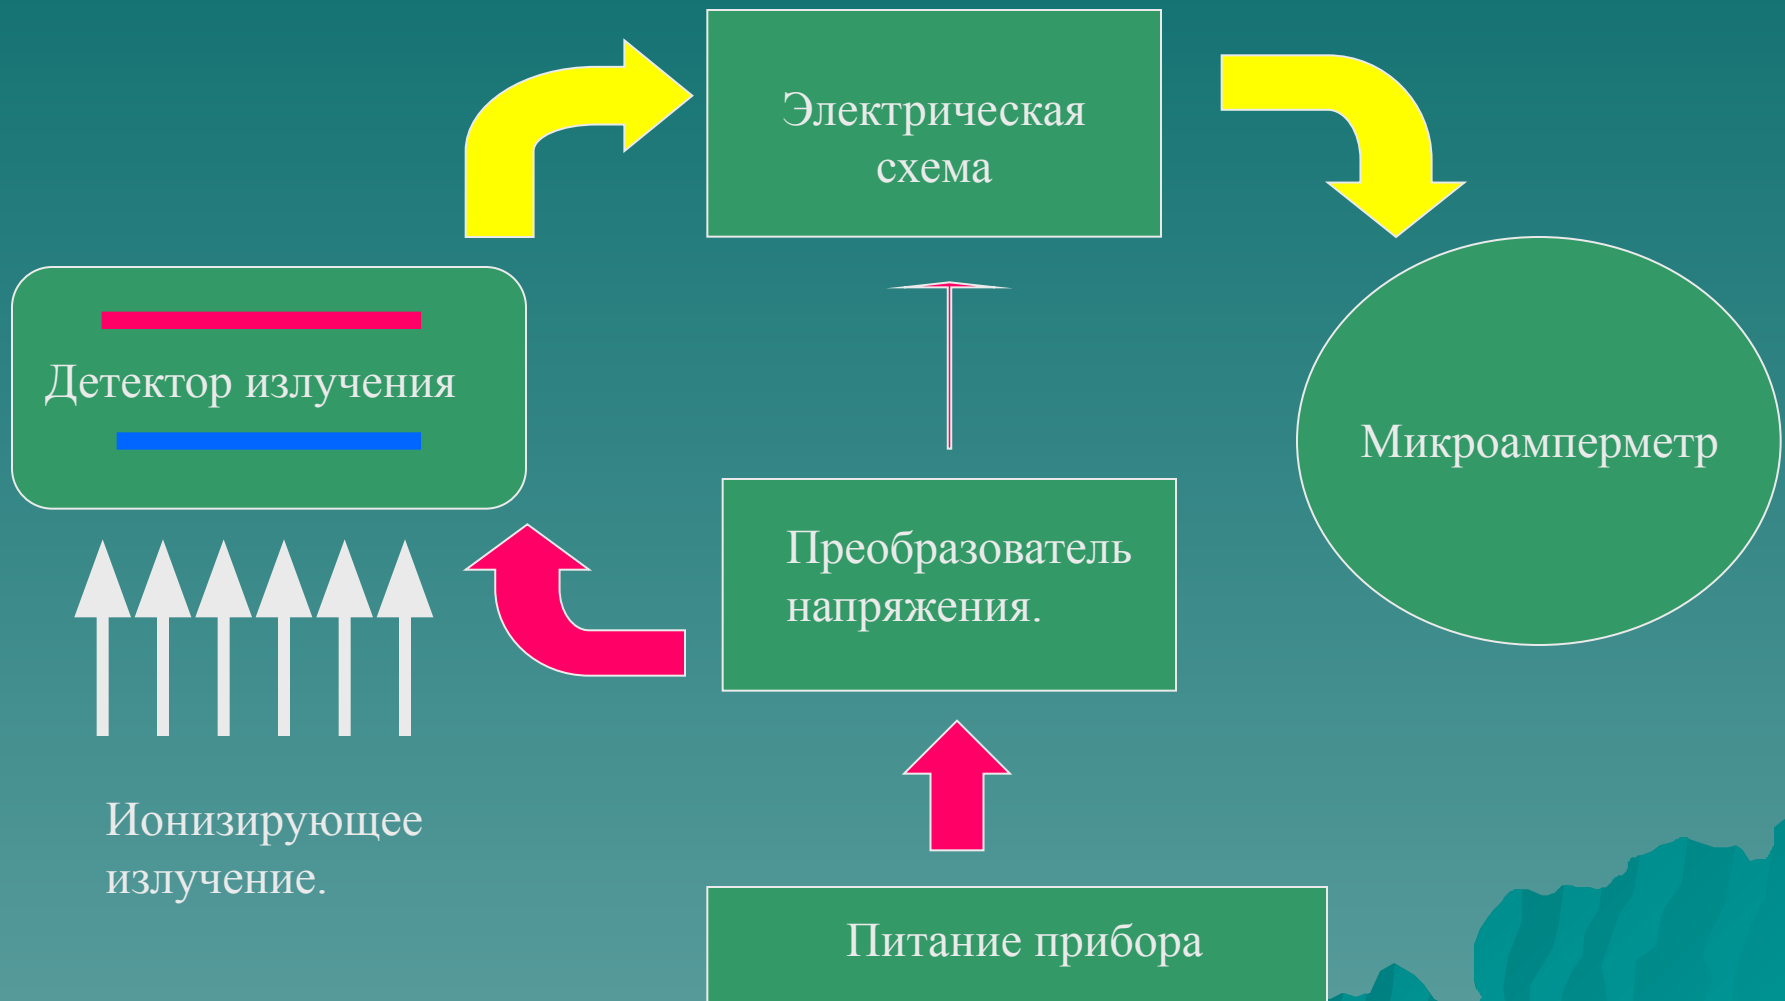 Электрическая
схема
Детектор излучения
Микроамперметр
Преобразователь
напряжения.
Ионизирующее
излучение.
Питание прибора